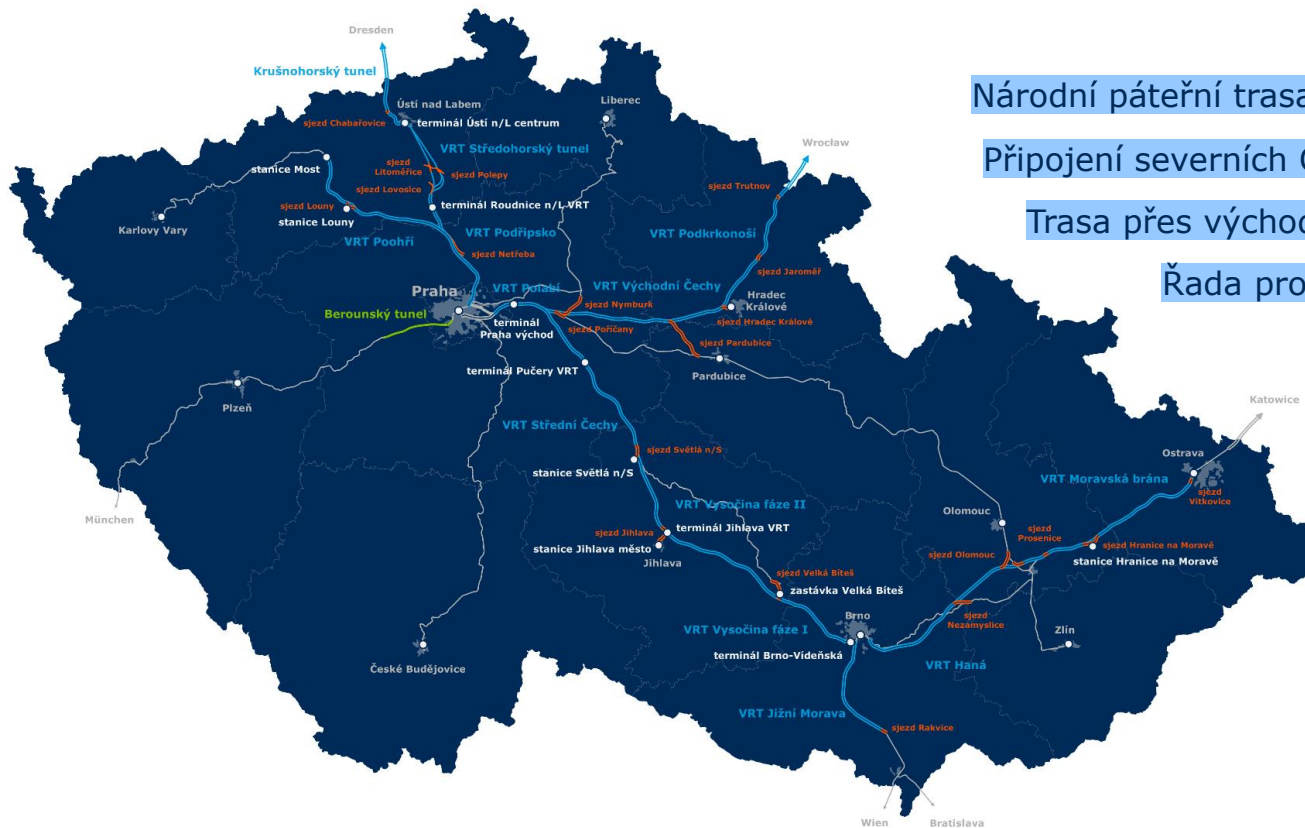 Dresden
Krušnohorský tunel
Ústí nad Labem
sjezd Chabařovice
terminál Ústí n/L centrum
Liberec
VRT Středohorský tunel
sjezd
Litoměřice
sjezd Polepy
sjezd Lovosice
stanice Most
sjezd Louny
stanice Louny
terminál Roudnice n/L VRT
Karlovy Vary
VRT Poohří
VRT Podřipsko
sjezd Netřeba
Wrocław
sjezd Trutnov
VRT Podkrkonoší
sjezd Jaroměř
Národní páteřní trasa
Připojení severních
Trasa přes východ
Řada pro
Praha
VRT Polabí
VRT Východní Čechy
sjezd Nymburk
Hradec
Králové
sjezd Hradec Králové
Berounský tunel
terminál
Praha východ
sjezd Poříčany
sjezd Pardubice
Pardubice
terminál Pučery VRT
Plzeň
VRT Střední Čechy
Katowice
sjezd Světlá n/S
stanice Světlá n/S
Ostrava
VRT Moravská brána
sjezd
Vítkovice
München
VRT Vysočina fáze II
Olomouc
sjezd Jihlava
terminál Jihlava VRT
stanice Jihlava město
Jihlava
sjezd
Prosenice
sjezd Olomouc
sjezd Hranice na Moravě
stanice Hranice na Moravě
sjezd Velká Bíteš
zastávka Velká Bíteš
Brno
sjezd
Nezamyslice
Zlín
VRT Vysočina fáze I
terminál Brno-Vídeňská
VRT Haná
České Budějovice
VRT Jižní Morava
sjezd Rakvice
Wien
Bratislava